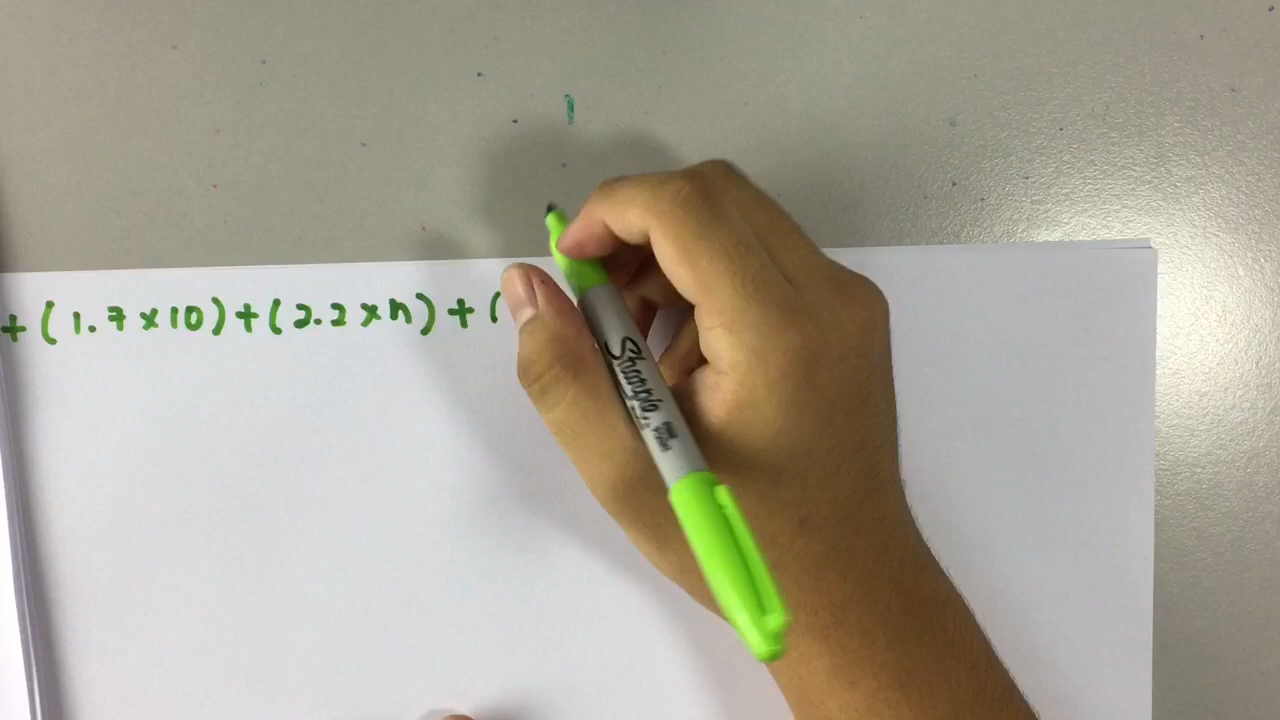 + (1.7 × 10) + (2.2 × n) + (
Sharpie